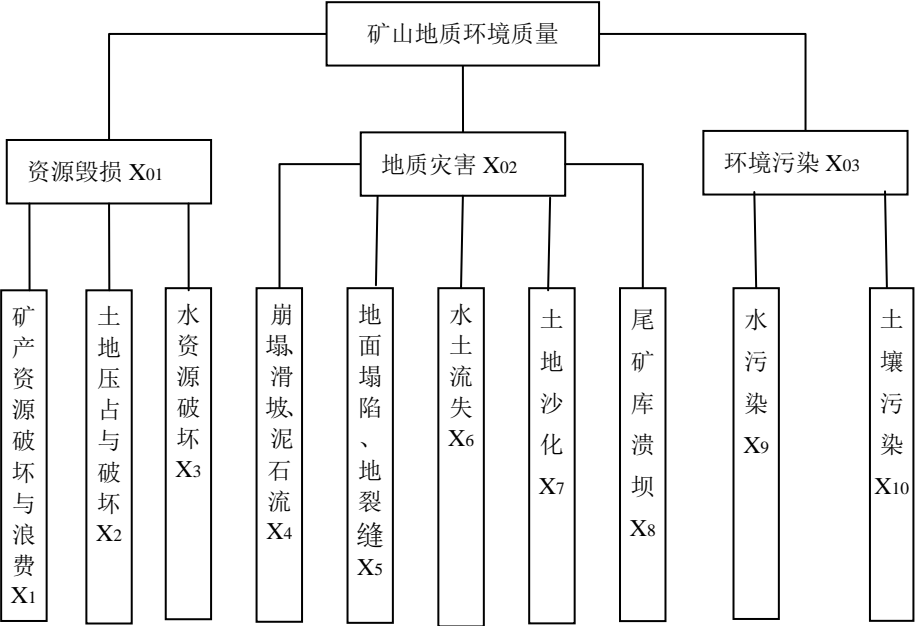 矿山地质环境质量
资源毁损 X01
地质灾害 X02
环境污染 X03
矿产资源破坏与浪费 X1
土地压占与破坏 X2
水资源破坏 X3
崩塌、滑坡、泥石流 X4
地面塌陷、地裂缝 X5
水土流失 X6
土地沙化 X7
尾矿库溃坝 X8
水污染 X9
土壤污染 X10